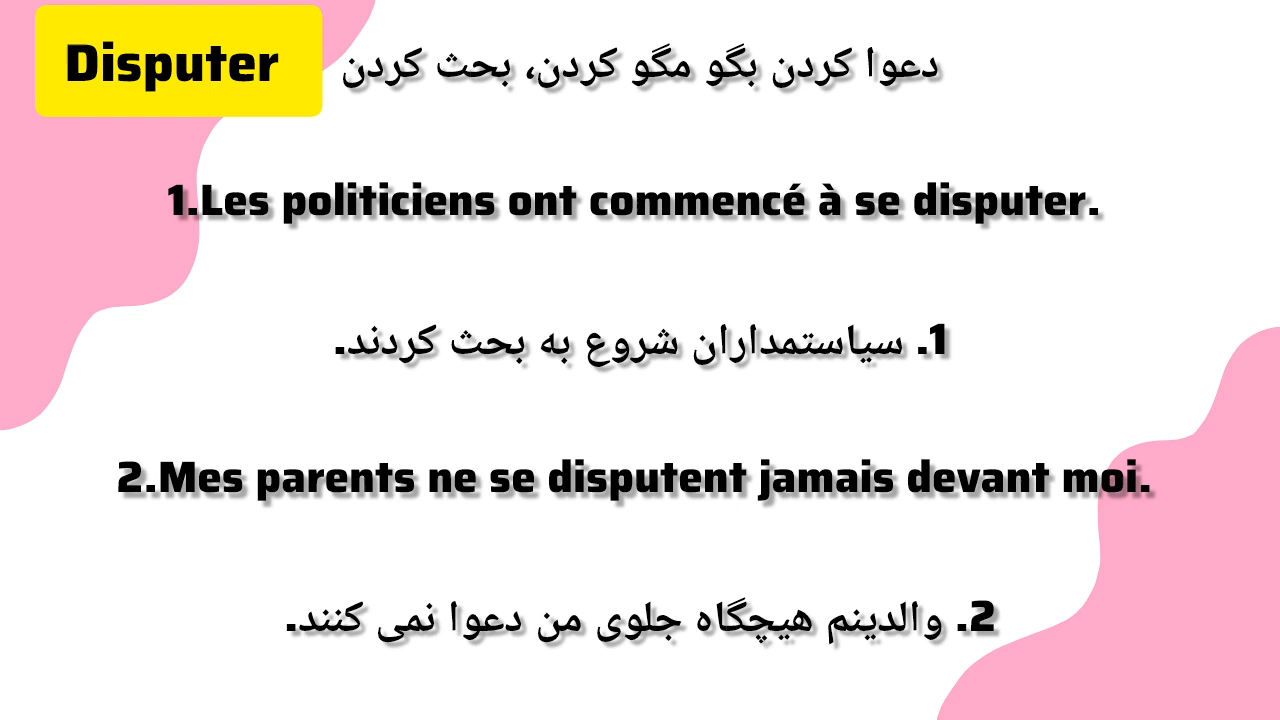 Disputer
دعوا کردن بگو مگو کردن، بحث کردن
1.Les politiciens ont commencé à se disputer.
1. سیاستمداران شروع به بحث کردند.
2.Mes parents ne se disputent jamais devant moi.
2. والدینم هیچگاه جلوی من دعوا نمی کنند.